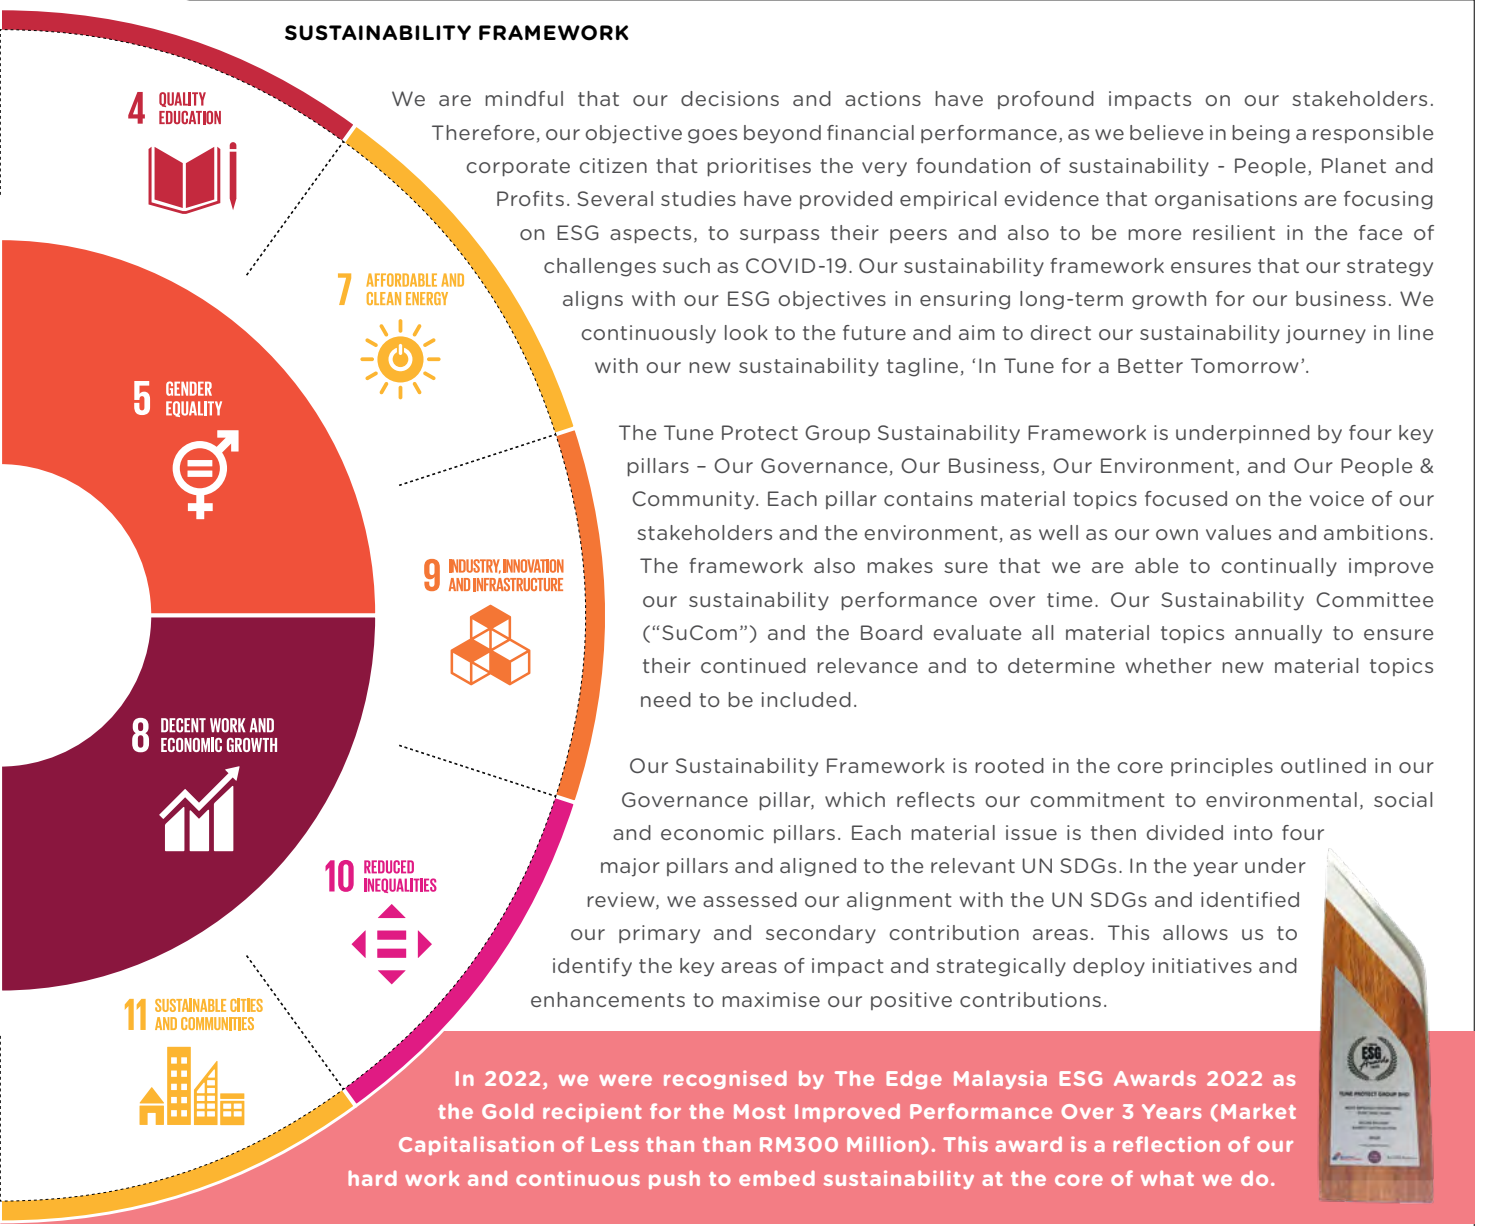 SUSTAINABILITY FRAMEWORK
We are mindful that our decisions and actions have profound impacts on our stakeholders.
Therefore, our objective goes beyond financial performance, as we believe in being a responsible
corporate citizen that prioritises the very foundation of sustainability - People, Planet and
Profits. Several studies have provided empirical evidence that organisations are focusing
on ESG aspects, to surpass their peers and also to be more resilient in the face of
challenges such as COVID-19. Our sustainability framework ensures that our strategy
aligns with our ESG objectives in ensuring long-term growth for our business. We
continuously look to the future and aim to direct our sustainability journey in line
with our new sustainability tagline, ‘In Tune for a Better Tomorrow’.
The Tune Protect Group Sustainability Framework is underpinned by four key
pillars – Our Governance, Our Business, Our Environment, and Our People &
Community. Each pillar contains material topics focused on the voice of our
stakeholders and the environment, as well as our own values and ambitions.
The framework also makes sure that we are able to continually improve
our sustainability performance over time. Our Sustainability Committee
(“SuCom”) and the Board evaluate all material topics annually to ensure
their continued relevance and to determine whether new material topics
need to be included.
Our Sustainability Framework is rooted in the core principles outlined in our
Governance pillar, which reflects our commitment to environmental, social
and economic pillars. Each material issue is then divided into four
major pillars and aligned to the relevant UN SDGs. In the year under
review, we assessed our alignment with the UN SDGs and identified
our primary and secondary contribution areas. This allows us to
identify the key areas of impact and strategically deploy initiatives and
enhancements to maximise our positive contributions.
In 2022, we were recognised by The Edge Malaysia ESG Awards 2022 as
the Gold recipient for the Most Improved Performance Over 3 Years (Market
Capitalisation of Less than than RM300 Million). This award is a reflection of our
hard work and continuous push to embed sustainability at the core of what we do.
4 QUALITY
EDUCATION
7 AFFORDABLE AND
CLEAN ENERGY
5 GENDER
EQUALITY
9 INDUSTRY, INNOVATION
AND INFRASTRUCTURE
8 DECENT WORK AND
ECONOMIC GROWTH
10 REDUCED
INEQUALITIES
11 SUSTAINABLE CITIES
AND COMMUNITIES
ESG
Awards
TUNE PROTECT GROUP BHD